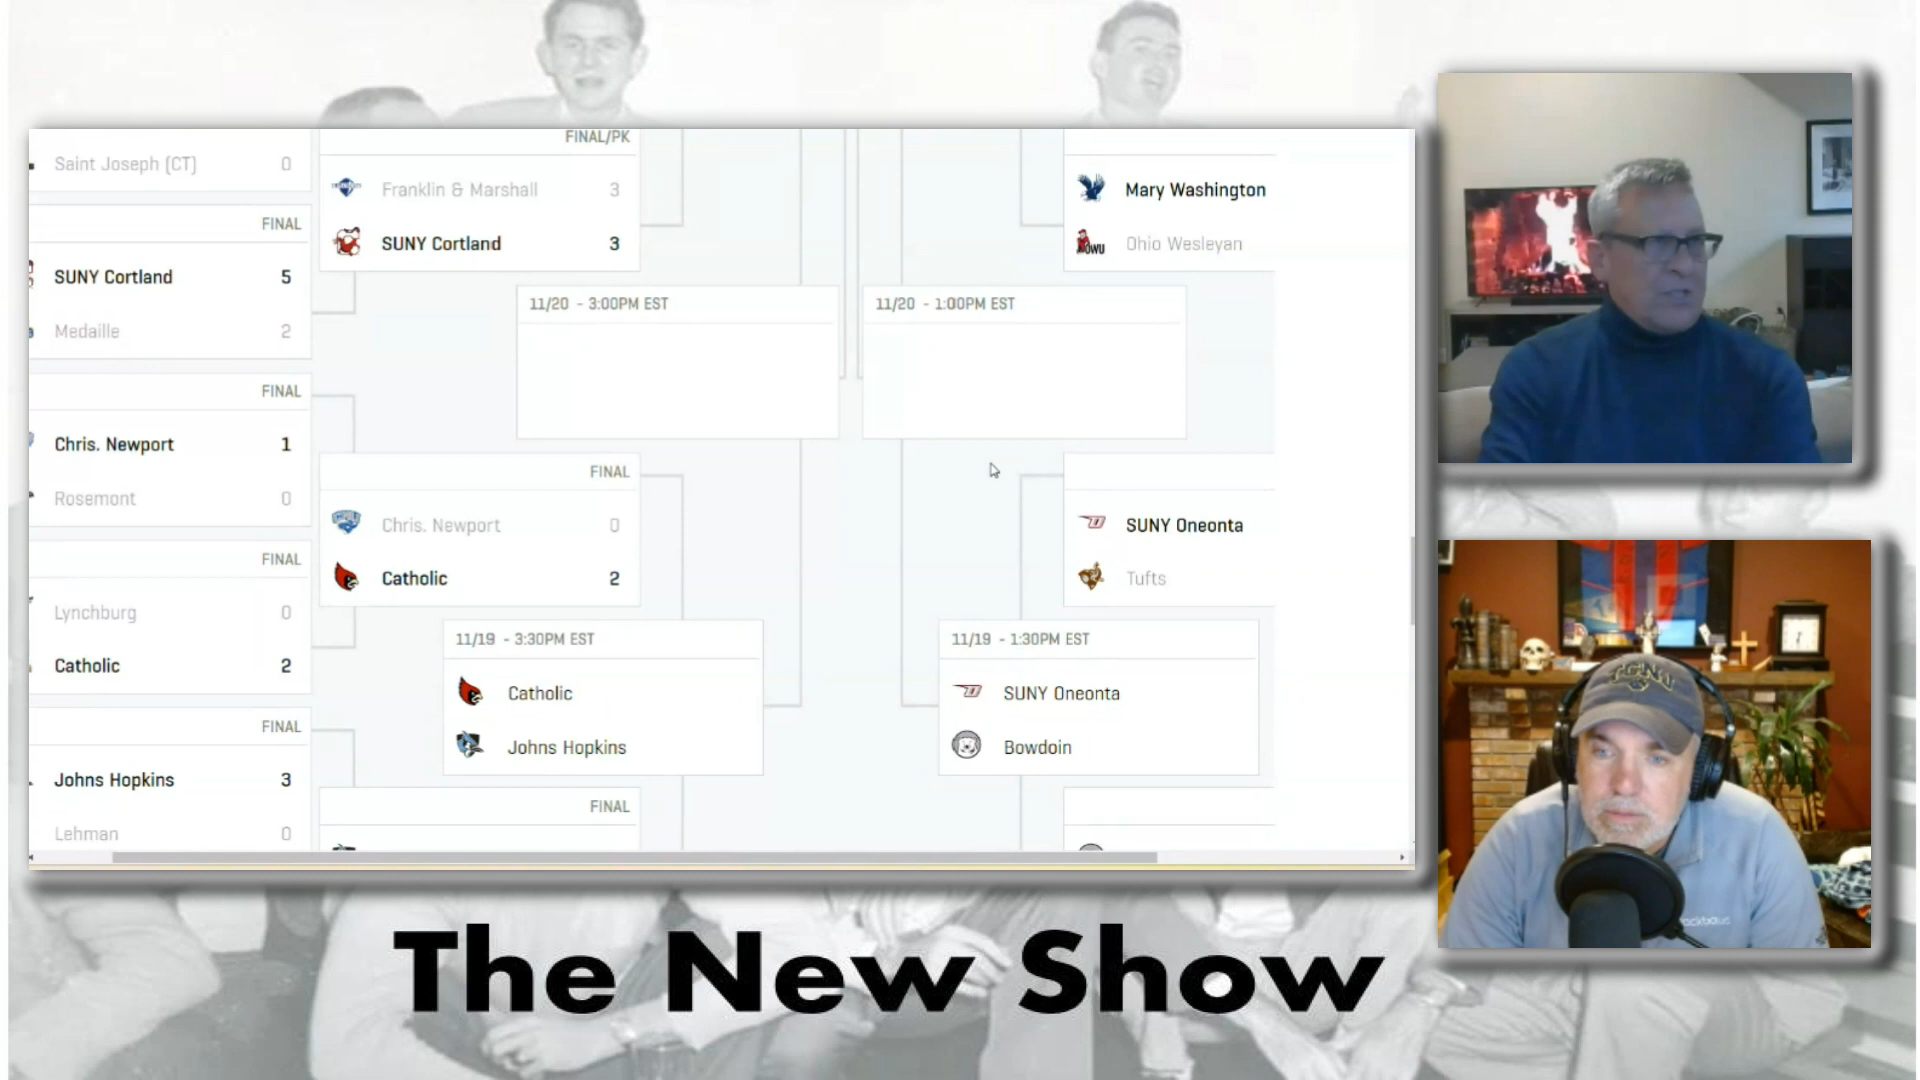 Saint Joseph (CT) 0
FINAL
SUNY Cortland 5
Medaille 2
FINAL
Chris. Newport 1
Rosemont 0
FINAL
Lynchburg 0
Catholic 2
FINAL
Johns Hopkins 3
Lehman 0
FINAL/PK
Franklin & Marshall 3
SUNY Cortland 3
11/20 - 3:00PM EST
FINAL
Chris. Newport 0
Catholic 2
11/19 - 3:30PM EST
Catholic
Johns Hopkins
FINAL
11/20 - 1:00PM EST
Mary Washington
OWU Ohio Wesleyan
SUNY Oneonta
Tufts
11/19 - 1:30PM EST
SUNY Oneonta
Bowdoin
TCNJ
The New Show